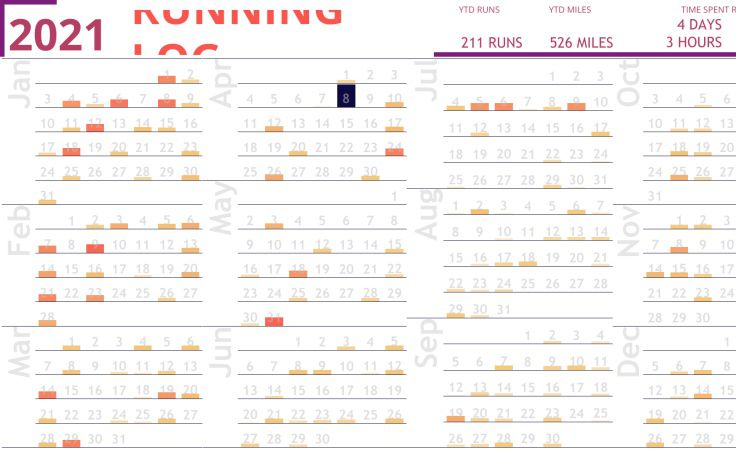 2021
RUNNING
LOG
YTD RUNS
211 RUNS
YTD MILES
526 MILES
TIME SPENT R
4 DAYS
3 HOURS
Jan
1 2
3 4 5 6 7 8 9
10 11 12 13 14 15 16
17 18 19 20 21 22 23
24 25 26 27 28 29 30
31
Feb
1 2 3 4 5 6
7 8 9 10 11 12 13
14 15 16 17 18 19 20
21 22 23 24 25 26 27
28
Mar
1 2 3 4 5 6
7 8 9 10 11 12 13
14 15 16 17 18 19 20
21 22 23 24 25 26 27
28 29 30 31
Apr
1 2 3
4 5 6 7 8 9 10
11 12 13 14 15 16 17
18 19 20 21 22 23 24
25 26 27 28 29 30
May
1
2 3 4 5 6 7 8
9 10 11 12 13 14 15
16 17 18 19 20 21 22
23 24 25 26 27 28 29
30 31
Jun
1 2 3 4 5
6 7 8 9 10 11 12
13 14 15 16 17 18 19
20 21 22 23 24 25 26
27 28 29 30
Jul
1 2 3
4 5 6 7 8 9 10
11 12 13 14 15 16 17
18 19 20 21 22 23 24
25 26 27 28 29 30 31
Aug
1 2 3 4 5 6 7
8 9 10 11 12 13 14
15 16 17 18 19 20 21
22 23 24 25 26 27 28
29 30 31
Sep
1 2 3 4
5 6 7 8 9 10 11
12 13 14 15 16 17 18
19 20 21 22 23 24 25
26 27 28 29 30
Oct
3 4 5 6
10 11 12
17 18 19
24 25 26
31
Nov
1 2
7 8 9
14 15 16
21 22 23
28 29 30
Dec
5 6 7
12 13 14
19 20 21
26 27 28